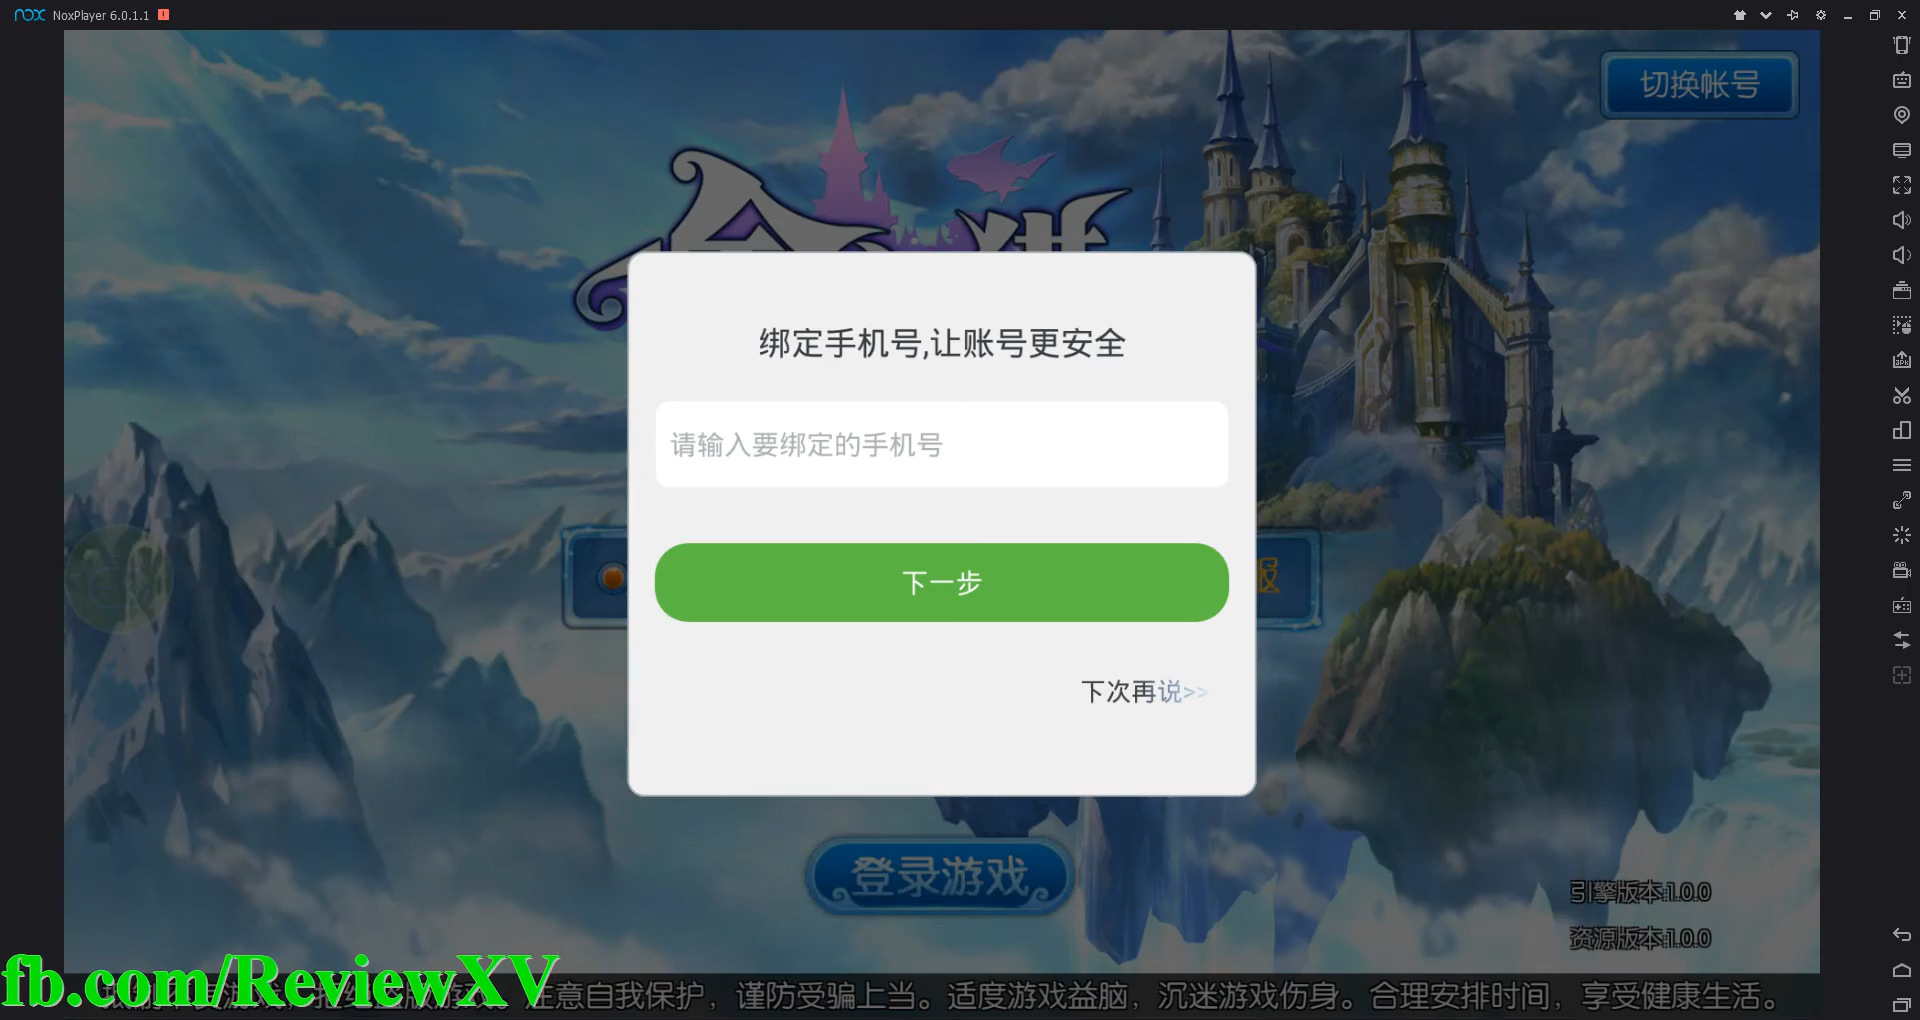 nox NoxPlayer 6.0.1.1
切换帐号
绑定手机号,让账号更安全
请输入要绑定的手机号
下一步
下次再说>>
登录游戏
引擎版本:1.0.0
资源版本:1.0.0
fb.com/ReviewXV
注意自我保护，谨防受骗上当。适度游戏益脑，沉迷游戏伤身。合理安排时间，享受健康生活。